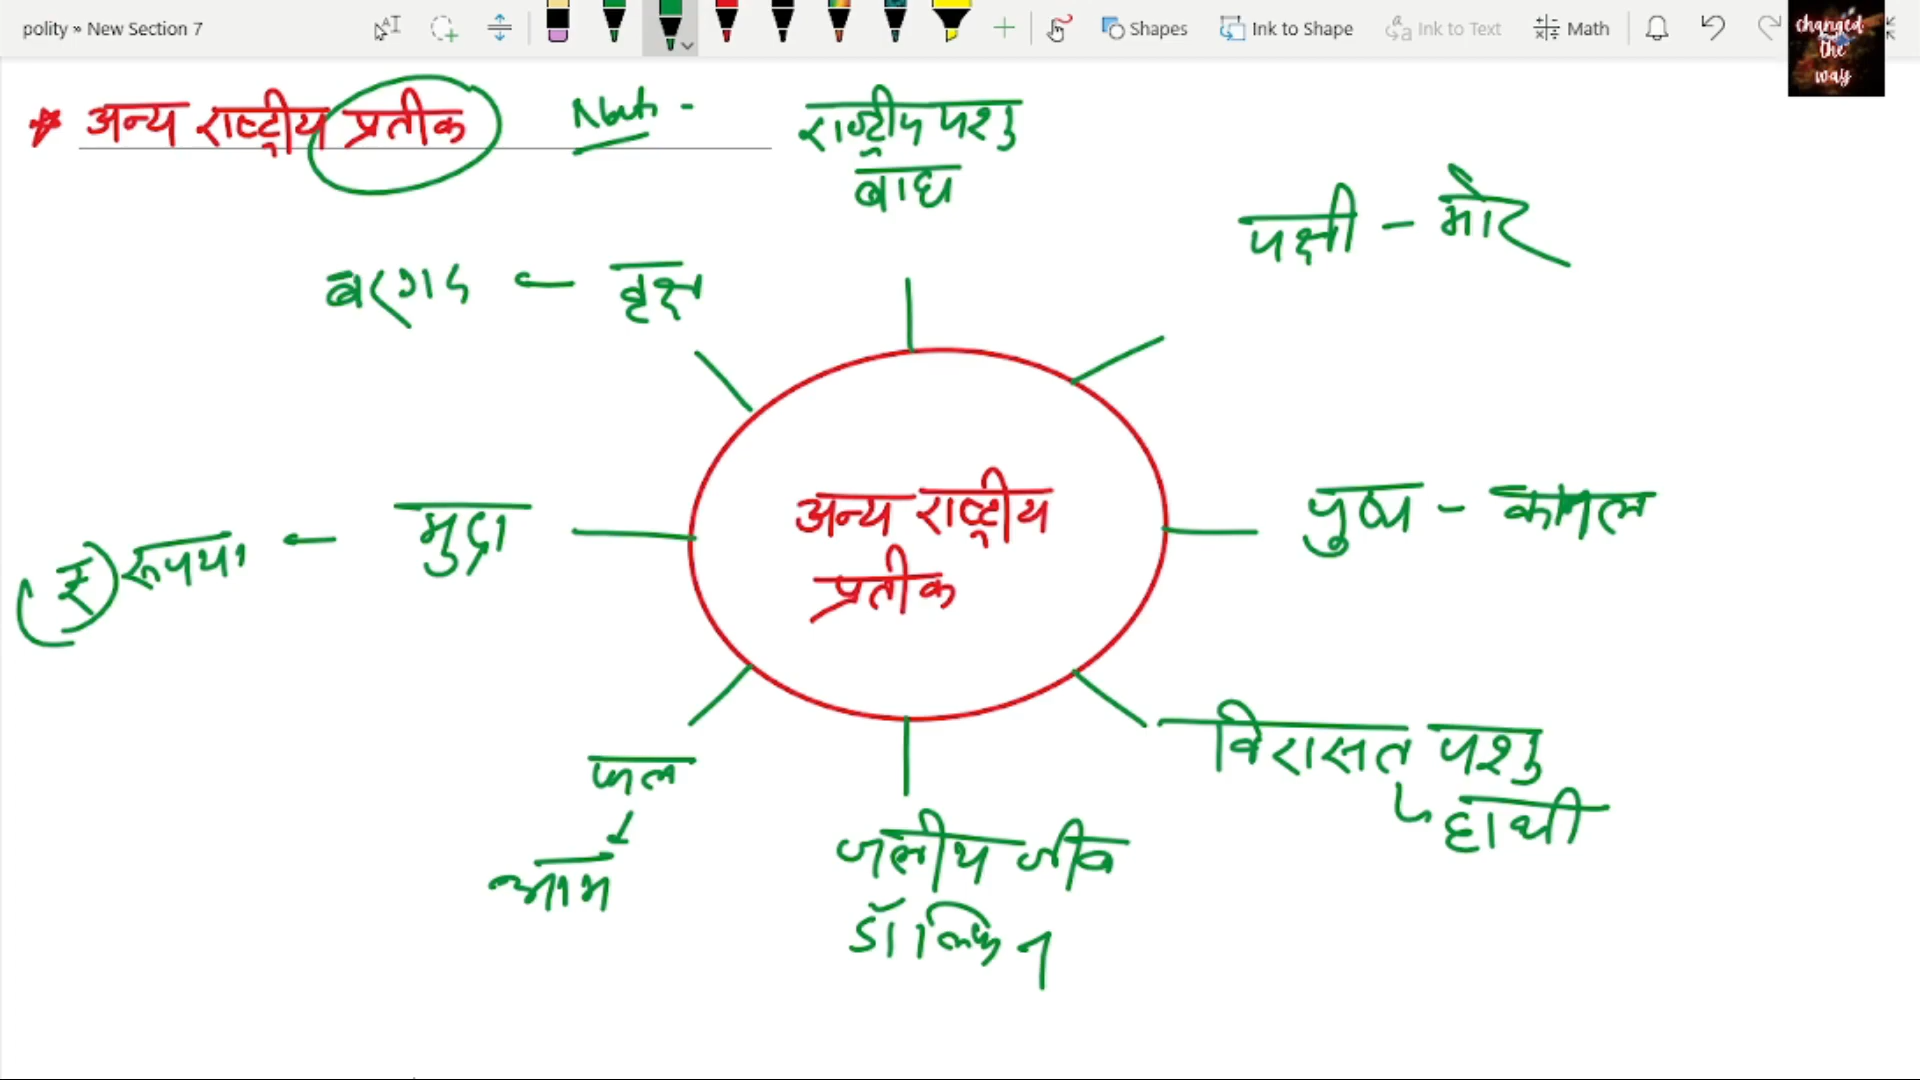 polity » New Section 7
Shapes
Ink to Shape
Ink to Text
Math
changed
the
way
* अन्य राष्ट्रीय प्रतीक
राष्ट्रीय पशु
बाघ
पक्षी - मोर
बरगद - वृक्ष
पुष्प - कमल
मुद्रा
रूपया
₹
अन्य राष्ट्रीय
प्रतीक
विरासत पशु
हाथी
फल
आम
जलीय जीव
डॉल्फिन